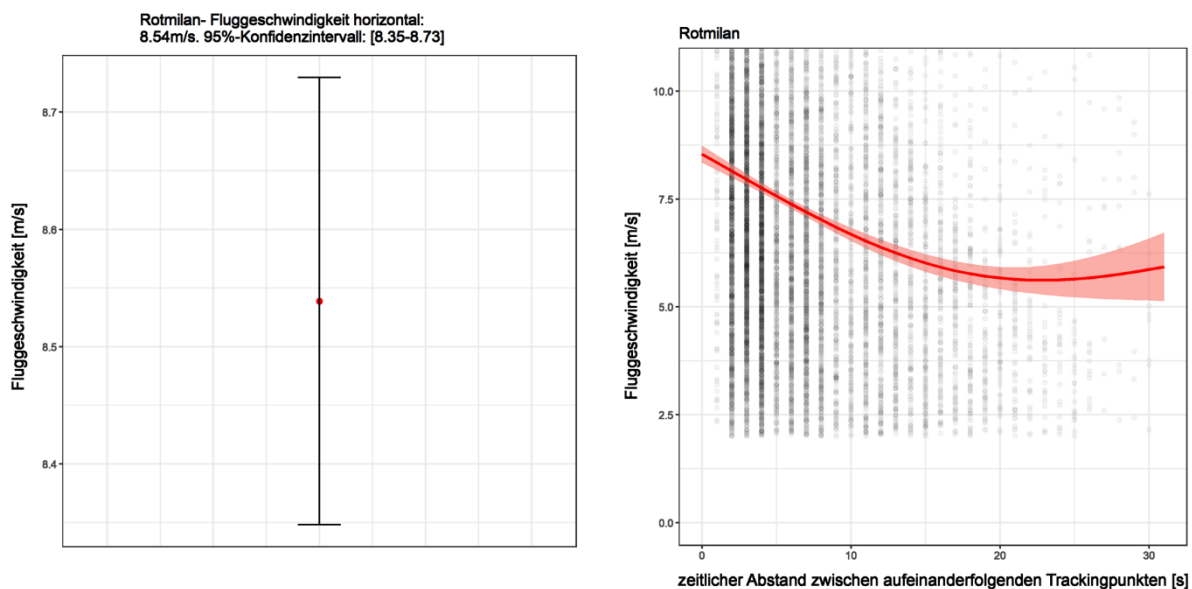 Rotmilan- Fluggeschwindigkeit horizontal:
8.54m/s. 95%-Konfidenzintervall: [8.35-8.73]
Fluggeschwindigkeit [m/s]
8.7
8.6
8.5
8.4
Rotmilan
Fluggeschwindigkeit [m/s]
10.0
7.5
5.0
2.5
0.0
0 10 20 30
zeitlicher Abstand zwischen aufeinanderfolgenden Trackingpunkten [s]